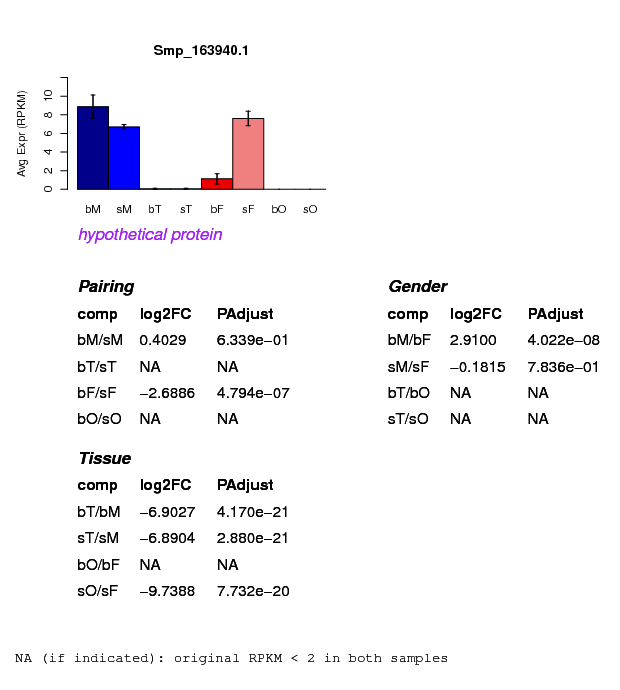 Smp_163940.1
Avg Expr (RPKM)
10
8
6
4
2
0
bM sM bT sT bF sF bO sO
hypothetical protein
Pairing
comp log2FC PAdjust
bM/sM 0.4029 6.339e−01
bT/sT NA NA
bF/sF −2.6886 4.794e−07
bO/sO NA NA
Gender
comp log2FC PAdjust
bM/bF 2.9100 4.022e−08
sM/sF −0.1815 7.836e−01
bT/bO NA NA
sT/sO NA NA
Tissue
comp log2FC PAdjust
bT/bM −6.9027 4.170e−21
sT/sM −6.8904 2.880e−21
bO/bF NA NA
sO/sF −9.7388 7.732e−20
NA (if indicated): original RPKM < 2 in both samples